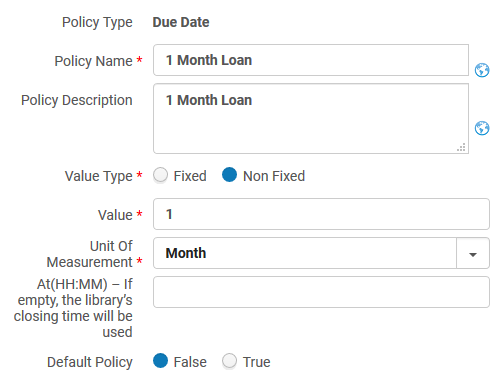 Policy Type Due Date
Policy Name * 1 Month Loan
Policy Description 1 Month Loan
Value Type * Fixed Non Fixed
Value * 1
Unit Of
Measurement * Month
At(HH:MM) – If
empty, the library's
closing time will be
used
Default Policy False True